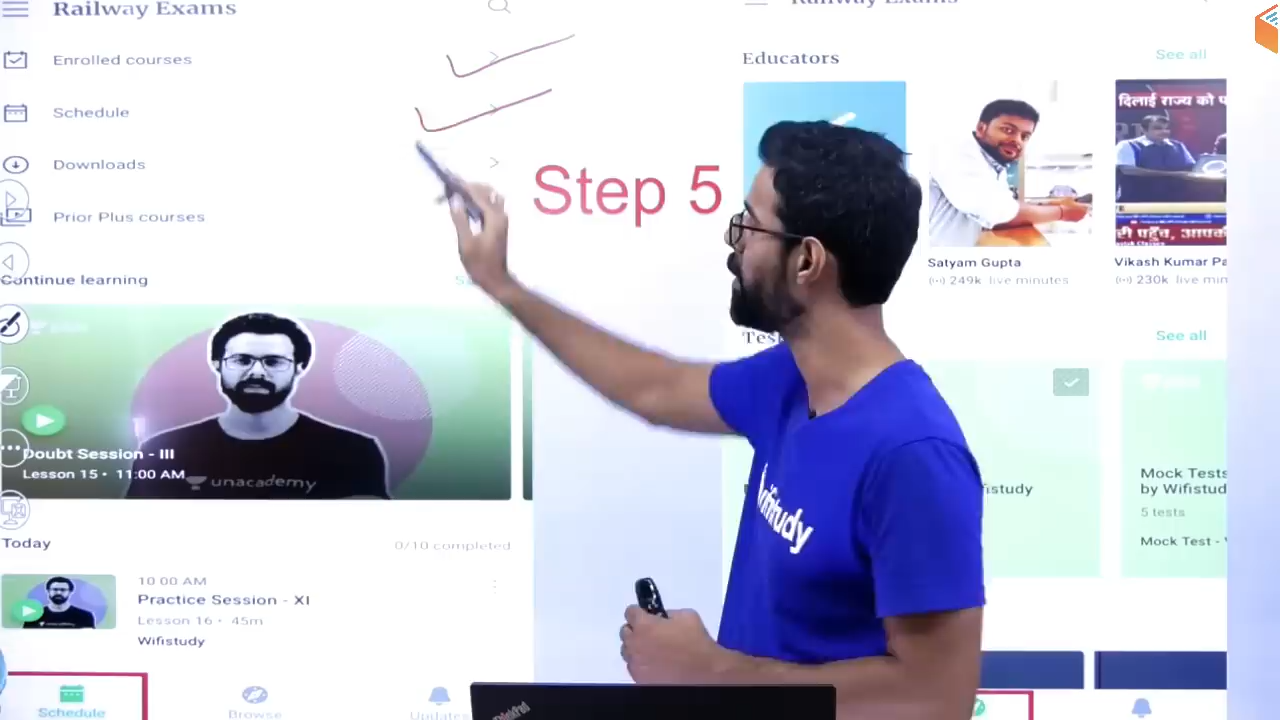 Railway Exams
Enrolled courses
Schedule
Downloads
Prior Plus courses
Continue learning
unacademy
Doubt Session - III
Lesson 15 • 11:00 AM
Today
0/10 completed
10 00 AM
Practice Session - XI
Lesson 16 • 45m
Wifistudy
Schedule
Browse
Updates
Step 5
Railway Exams
Educators
See all
दिलाई राज्य को
Satyam Gupta
249k live minutes
Vikash Kumar
230k live
See all
Mock Tests
by Wifistud
5 tests
Mock Test -
wifistudy
ThinkPad